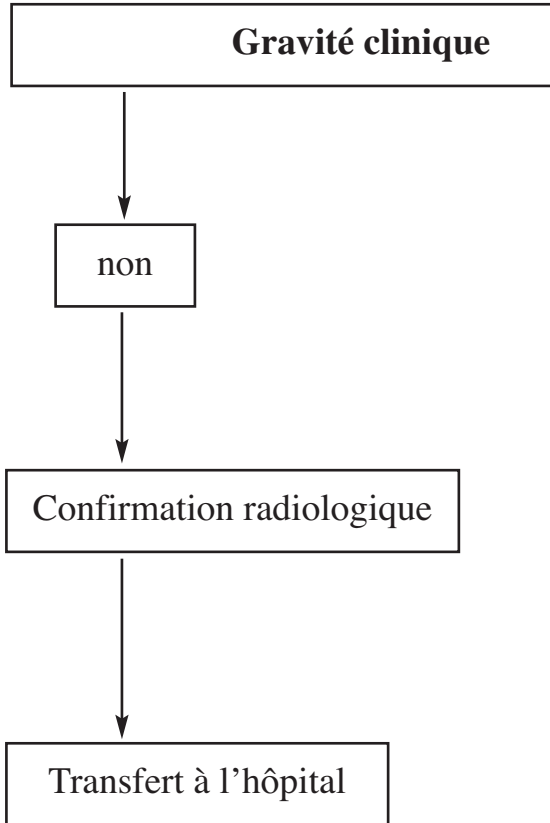 Gravité clinique
non
Confirmation radiologique
Transfert à l’hôpital